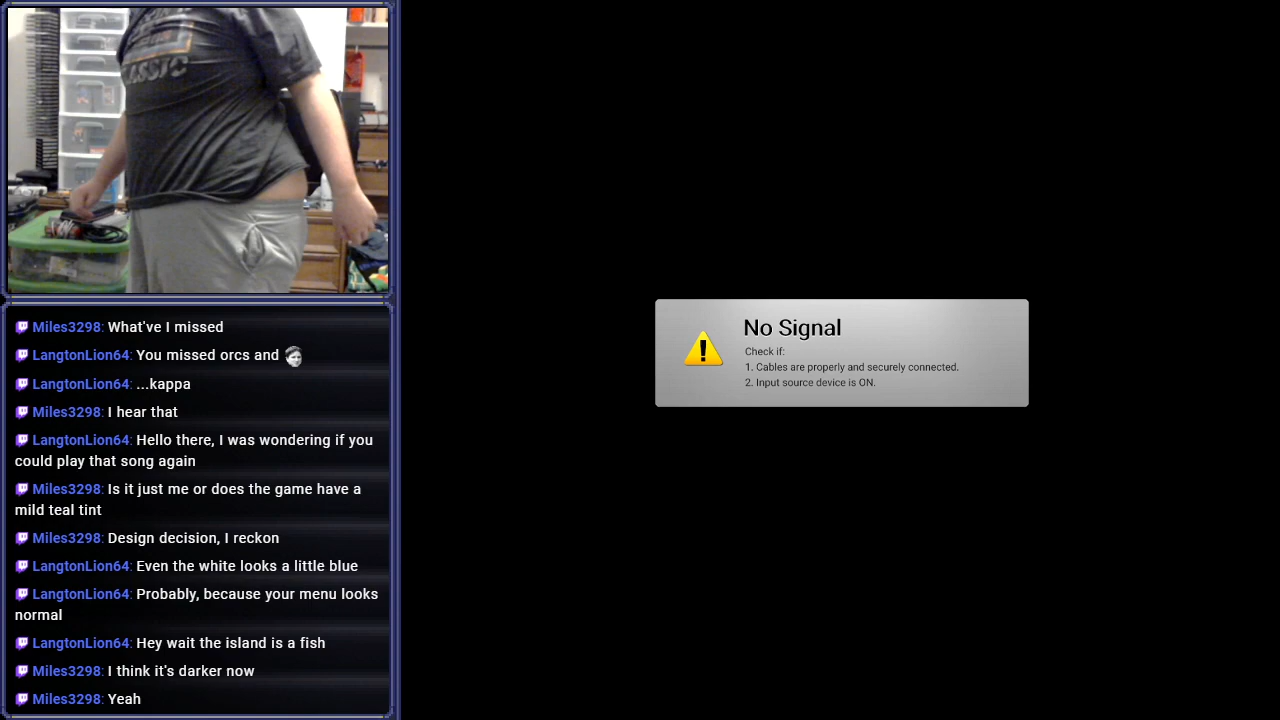 CLASSIC
Miles3298: What've I missed
LangtonLion64: You missed orcs and
LangtonLion64: ...kappa
Miles3298: I hear that
LangtonLion64: Hello there, I was wondering if you
could play that song again
Miles3298: Is it just me or does the game have a
mild teal tint
Miles3298: Design decision, I reckon
LangtonLion64: Even the white looks a little blue
LangtonLion64: Probably, because your menu looks
normal
LangtonLion64: Hey wait the island is a fish
Miles3298: I think it's darker now
Miles3298: Yeah
No Signal
Check if:
1. Cables are properly and securely connected.
2. Input source device is ON.